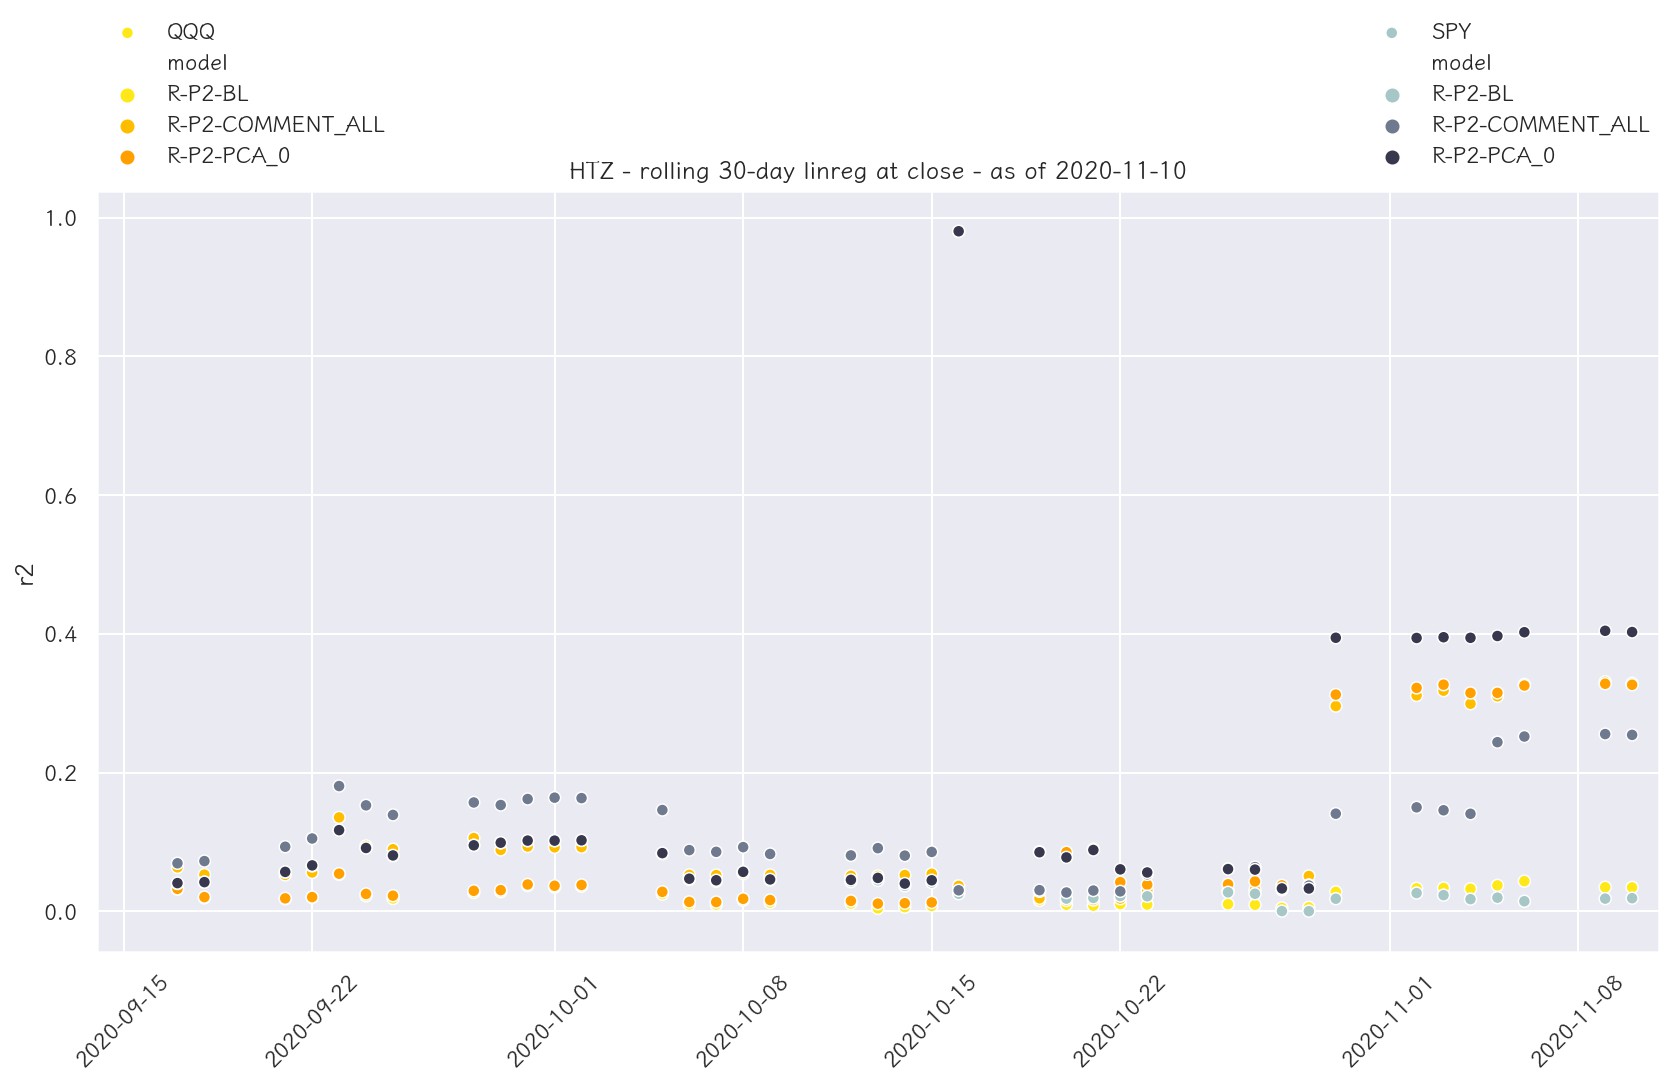 QQQ
model
R-P2-BL
R-P2-COMMENT_ALL
R-P2-PCA_0
SPY
model
R-P2-BL
R-P2-COMMENT_ALL
R-P2-PCA_0
HTZ - rolling 30-day linreg at close - as of 2020-11-10
1.0
0.8
0.6
0.4
0.2
0.0
r2
2020-09-15
2020-09-22
2020-10-01
2020-10-08
2020-10-15
2020-10-22
2020-11-01
2020-11-08